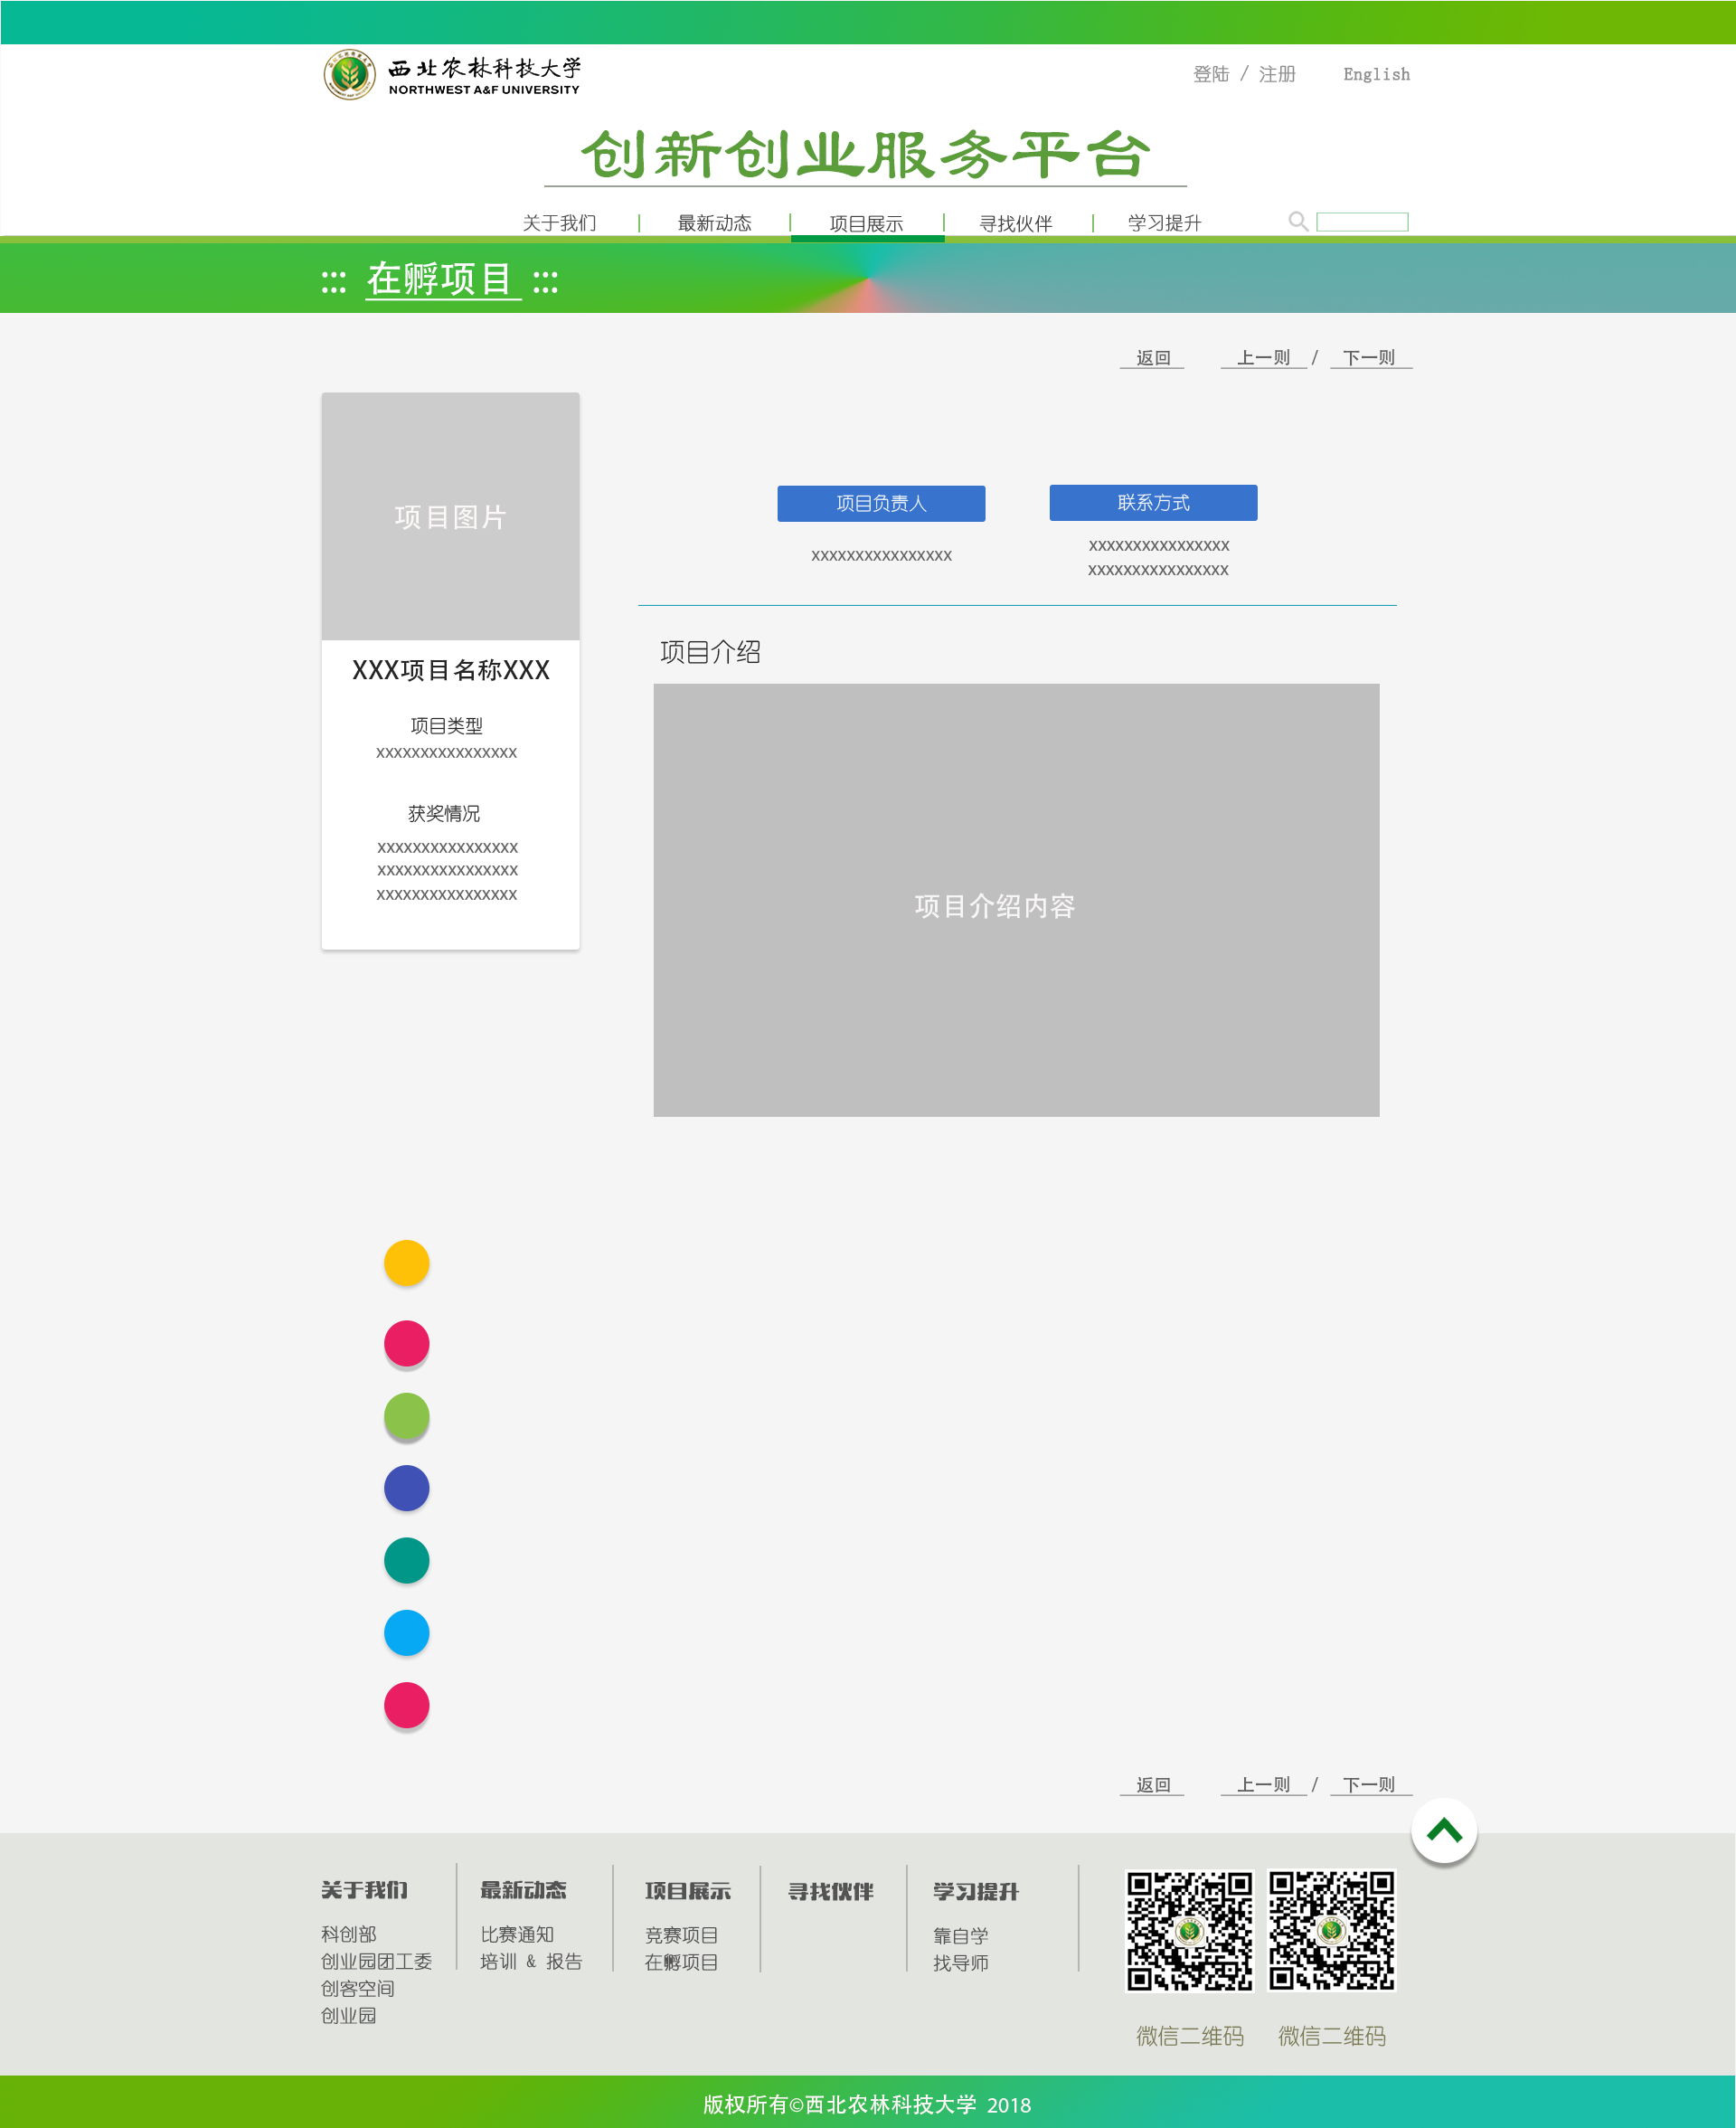 西北农林科技大学
NORTHWEST A&F UNIVERSITY
登陆 / 注册 English
创新创业服务平台
关于我们 | 最新动态 | 项目展示 | 寻找伙伴 | 学习提升
::: 在孵项目 :::
返回 上一则 / 下一则
项目图片
XXX项目名称XXX
项目类型
xxxxxxxxxxxxxxxx
获奖情况
xxxxxxxxxxxxxxxx
xxxxxxxxxxxxxxxx
xxxxxxxxxxxxxxxx
项目负责人
xxxxxxxxxxxxxxxx
联系方式
xxxxxxxxxxxxxxxx
xxxxxxxxxxxxxxxx
项目介绍
项目介绍内容
返回 上一则 / 下一则
关于我们
科创部
创业园团工委
创客空间
创业园
最新动态
比赛通知
培训 & 报告
项目展示
竞赛项目
在孵项目
寻找伙伴
学习提升
靠自学
找导师
微信二维码
微信二维码
版权所有©西北农林科技大学 2018